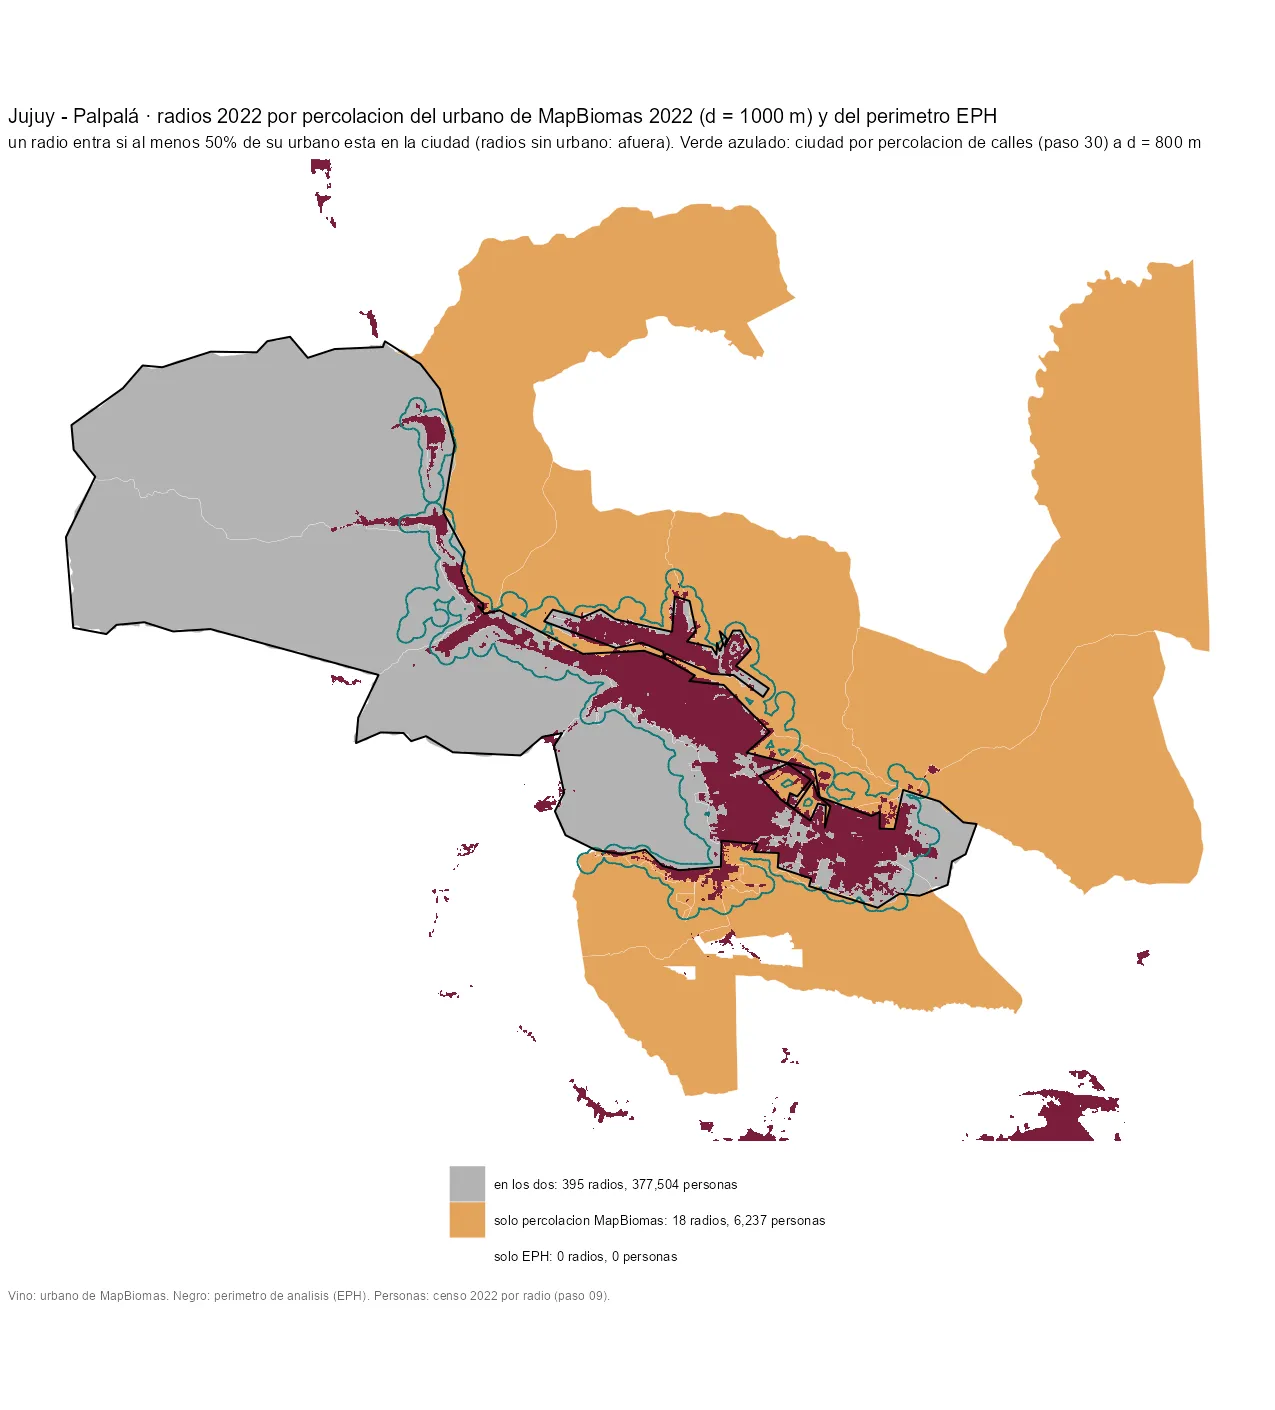 Jujuy - Palpalá · radios 2022 por percolacion del urbano de MapBiomas 2022 (d = 1000 m) y del perimetro EPH
un radio entra si al menos 50% de su urbano esta en la ciudad (radios sin urbano: afuera). Verde azulado: ciudad por percolacion de calles (paso 30) a d = 800 m
en los dos: 395 radios, 377,504 personas
solo percolacion MapBiomas: 18 radios, 6,237 personas
solo EPH: 0 radios, 0 personas
Vino: urbano de MapBiomas. Negro: perimetro de analisis (EPH). Personas: censo 2022 por radio (paso 09).